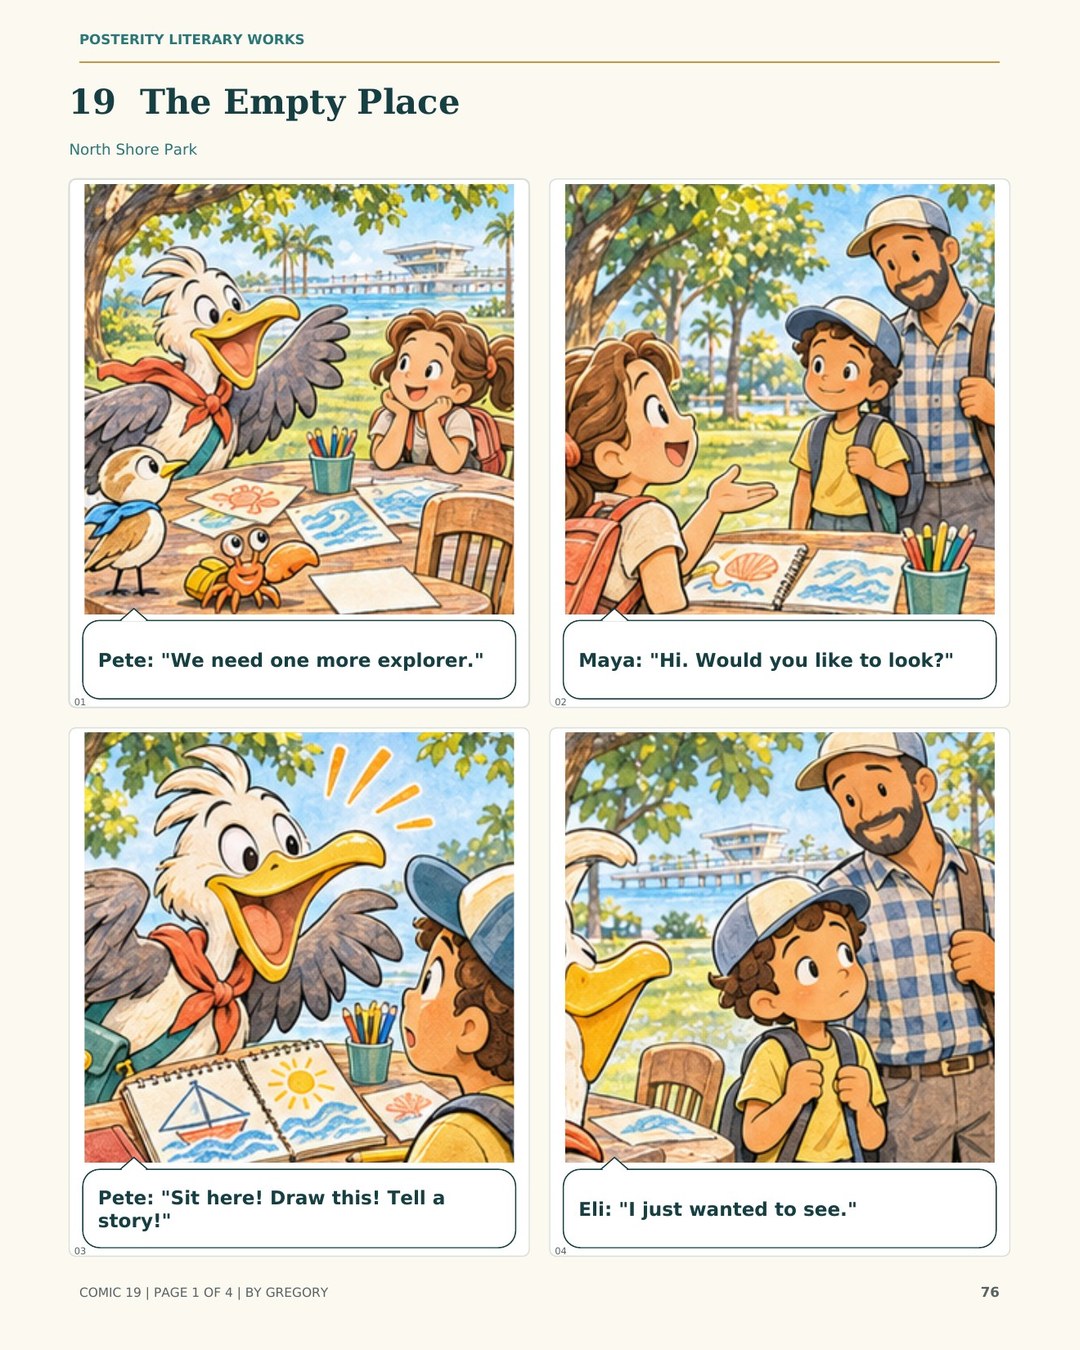 POSTERITY LITERARY WORKS
19 The Empty Place
North Shore Park
Pete: "We need one more explorer."
01
Maya: "Hi. Would you like to look?"
02
Pete: "Sit here! Draw this! Tell a
story!"
03
Eli: "I just wanted to see."
04
COMIC 19 | PAGE 1 OF 4 | BY GREGORY
76